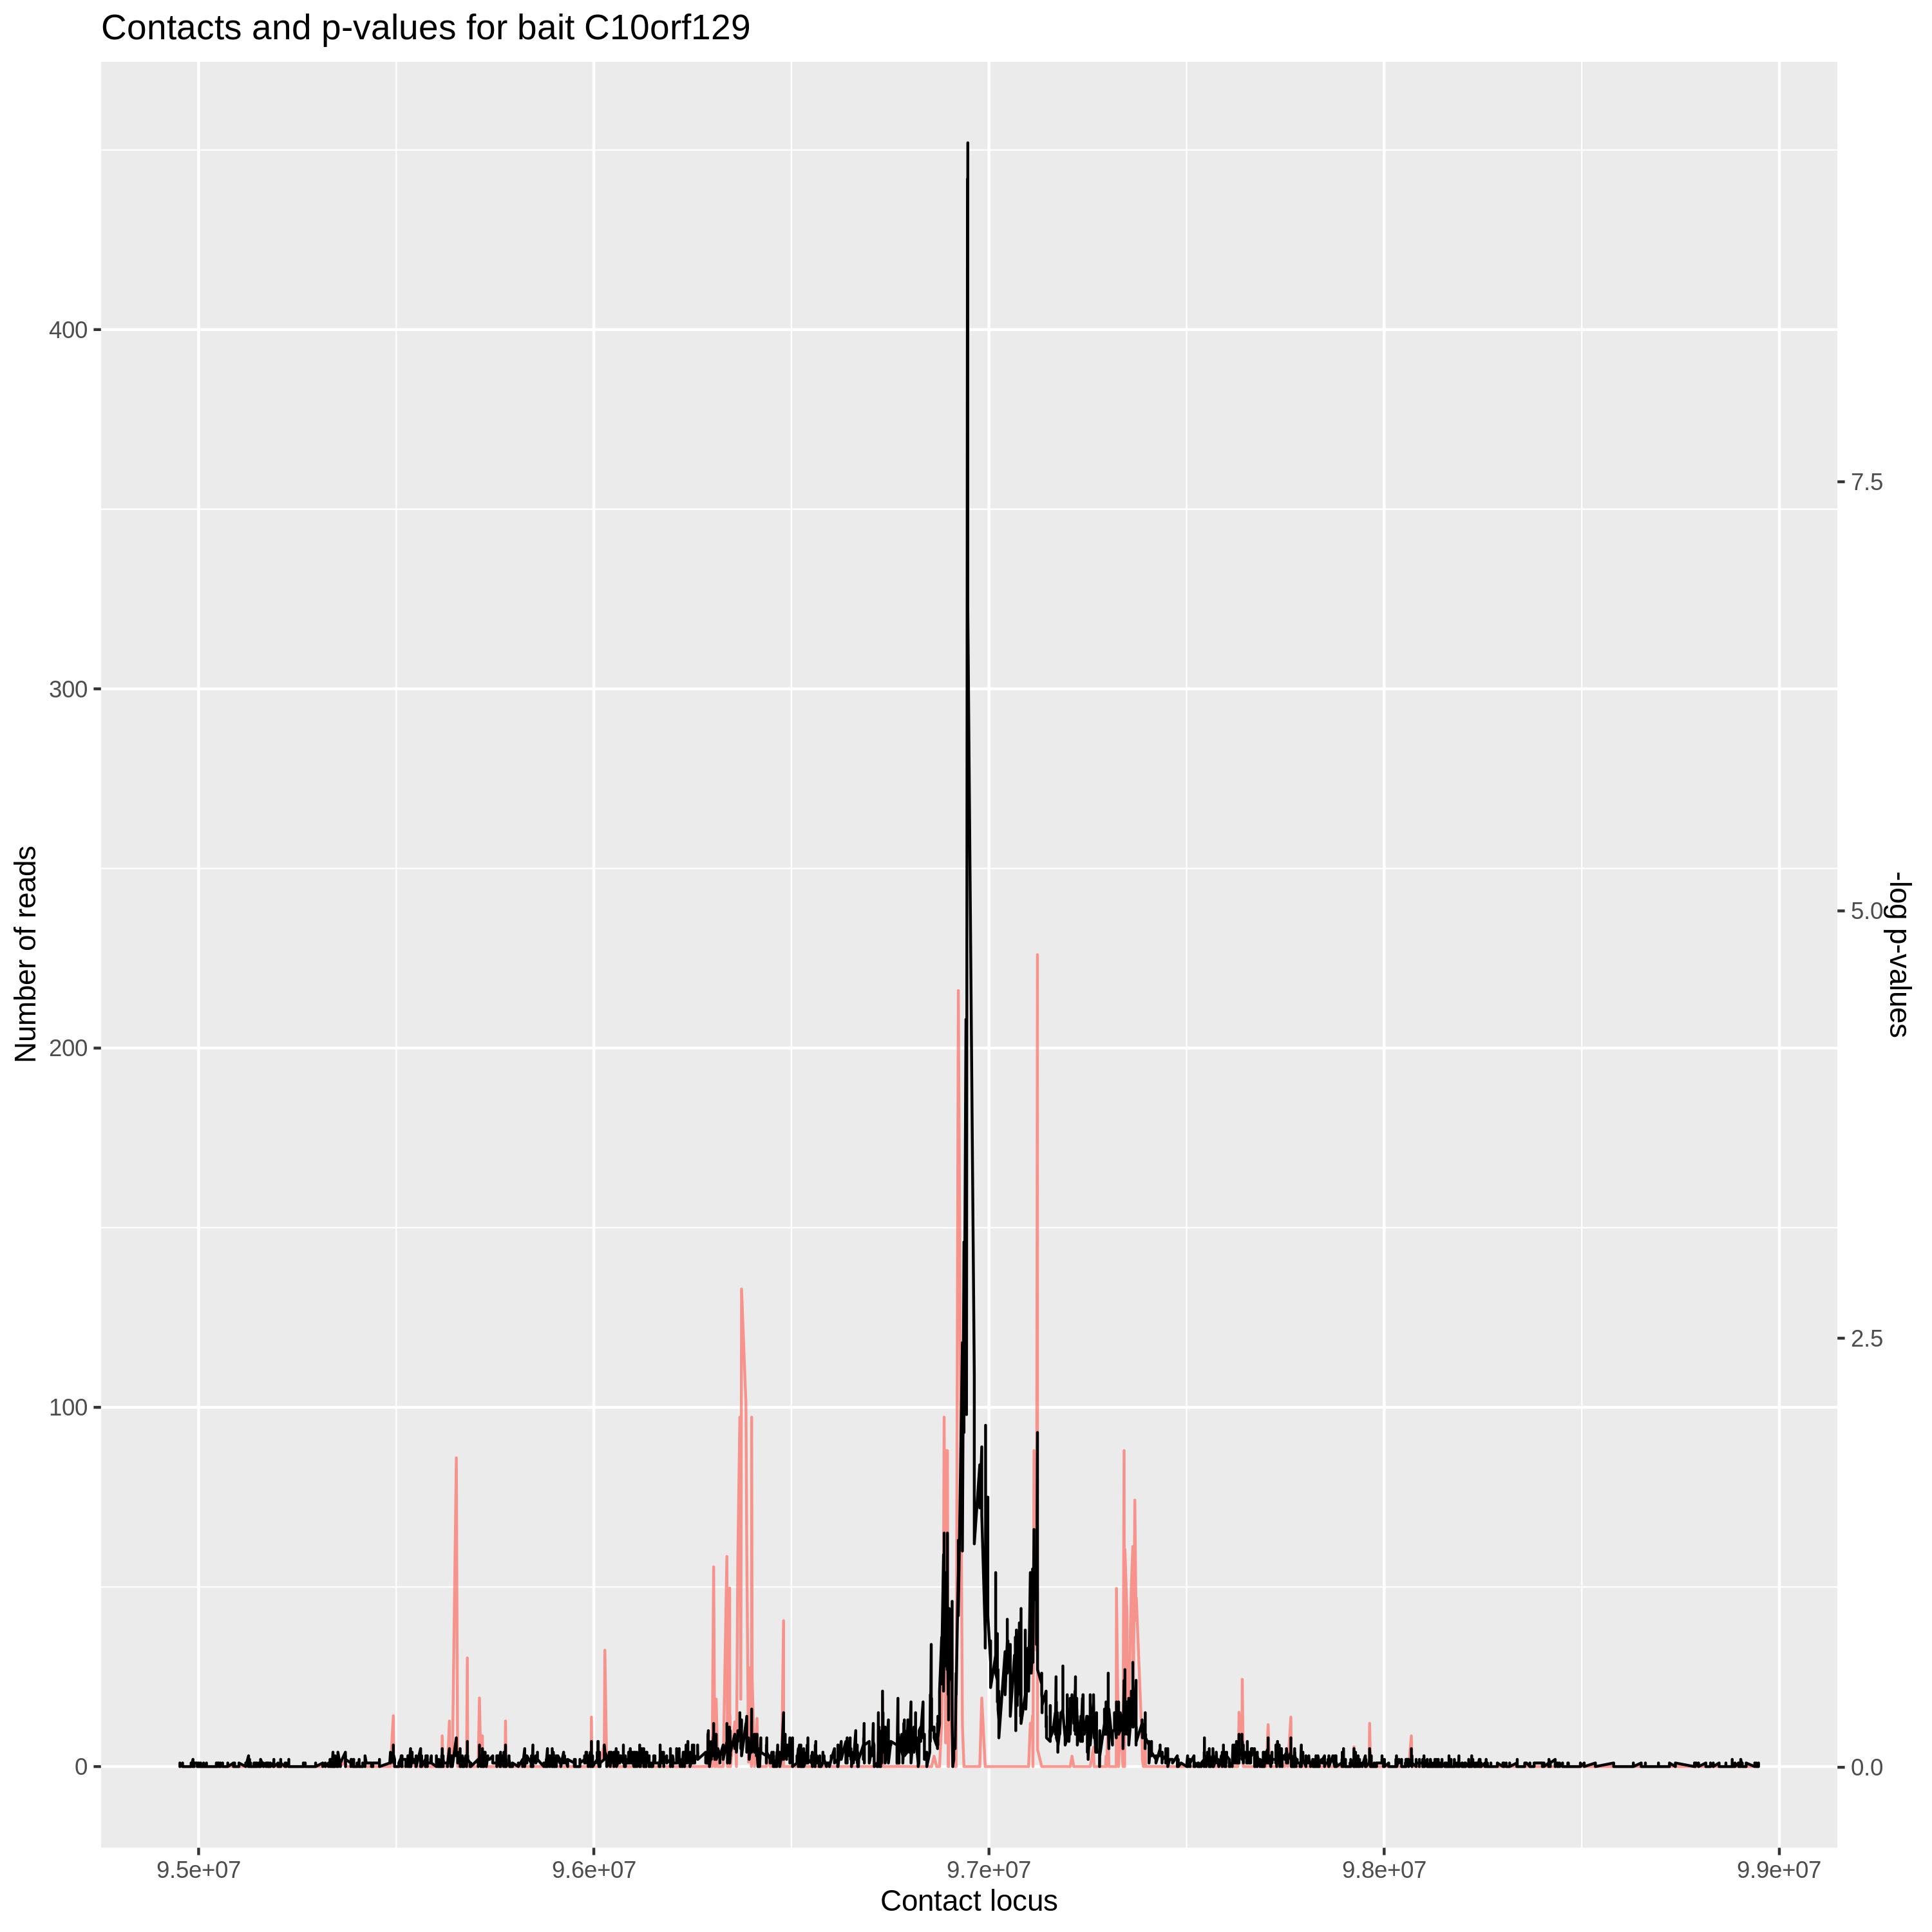 Contacts and p-values for bait C10orf129
Number of reads
400
300
200
100
0
7.5
5.0
2.5
0.0
-log p-values
9.5e+07 9.6e+07 9.7e+07 9.8e+07 9.9e+07
Contact locus